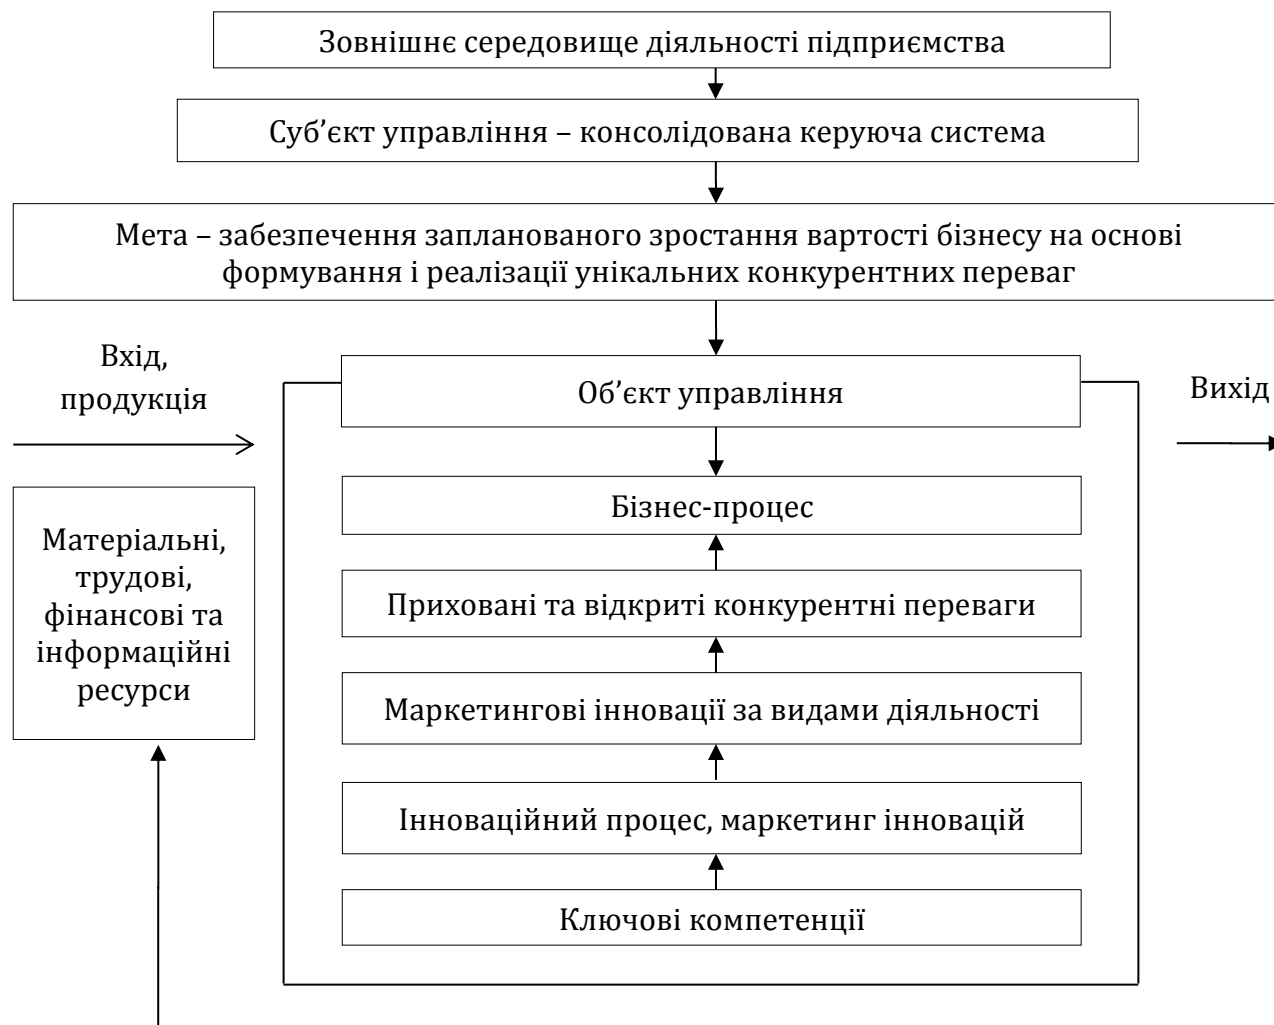 Зовнішнє середовище діяльності підприємства
Суб’єкт управління – консолідована керуюча система
Мета – забезпечення запланованого зростання вартості бізнесу на основі
формування і реалізації унікальних конкурентних переваг
Вхід,
продукція
Об’єкт управління
Вихід
Бізнес-процес
Матеріальні,
трудові,
фінансові та
інформаційні
ресурси
Приховані та відкриті конкурентні переваги
Маркетингові інновації за видами діяльності
Інноваційний процес, маркетинг інновацій
Ключові компетенції